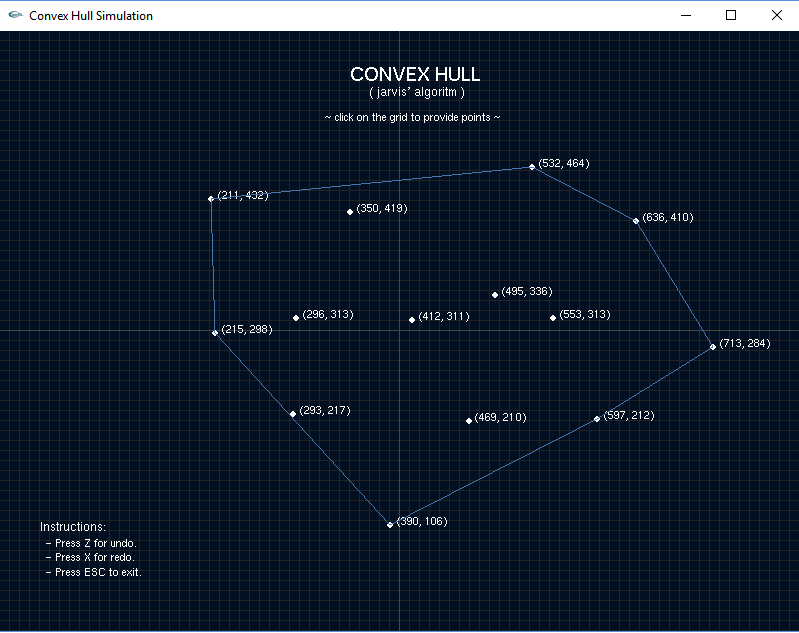 Convex Hull Simulation
CONVEX HULL
( jarvis' algoritm )
~ click on the grid to provide points ~
(532, 464)
(211, 432)
(350, 419)
(636, 410)
(495, 336)
(296, 313)
(412, 311)
(553, 313)
(215, 298)
(713, 284)
(293, 217)
(469, 210)
(597, 212)
(390, 106)
Instructions:
- Press Z for undo.
- Press X for redo.
- Press ESC to exit.